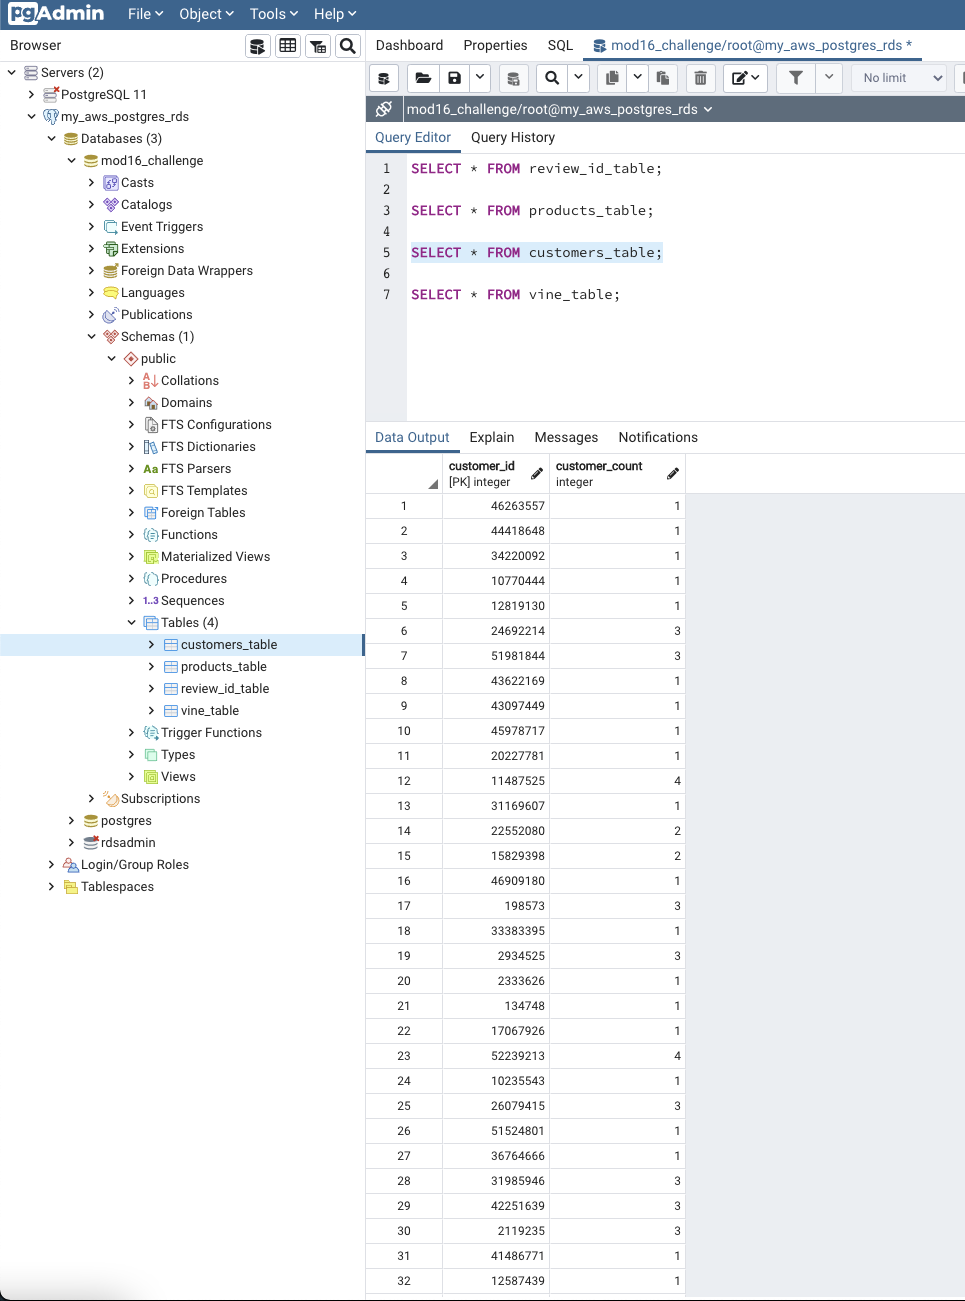 pgAdmin File Object Tools Help
Browser
Dashboard Properties SQL mod16_challenge/root@my_aws_postgres_rds *
No limit
mod16_challenge/root@my_aws_postgres_rds
Servers (2)
PostgreSQL 11
my_aws_postgres_rds
Databases (3)
mod16_challenge
Casts
Catalogs
Event Triggers
Extensions
Foreign Data Wrappers
Languages
Publications
Schemas (1)
public
Collations
Domains
FTS Configurations
FTS Dictionaries
Aa FTS Parsers
FTS Templates
Foreign Tables
Functions
Materialized Views
Procedures
1..3 Sequences
Tables (4)
customers_table
products_table
review_id_table
vine_table
Trigger Functions
Types
Views
Subscriptions
postgres
rdsadmin
Login/Group Roles
Tablespaces
Query Editor Query History
1 SELECT * FROM review_id_table;
2
3 SELECT * FROM products_table;
4
5 SELECT * FROM customers_table;
6
7 SELECT * FROM vine_table;
Data Output Explain Messages Notifications
customer_id customer_count
[PK] integer integer
1 46263557 1
2 44418648 1
3 34220092 1
4 10770444 1
5 12819130 1
6 24692214 3
7 51981844 3
8 43622169 1
9 43097449 1
10 45978717 1
11 20227781 1
12 11487525 4
13 31169607 1
14 22552080 2
15 15829398 2
16 46909180 1
17 198573 3
18 33383395 1
19 2934525 3
20 2333626 1
21 134748 1
22 17067926 1
23 52239213 4
24 10235543 1
25 26079415 3
26 51524801 1
27 36764666 1
28 31985946 3
29 42251639 3
30 2119235 3
31 41486771 1
32 12587439 1